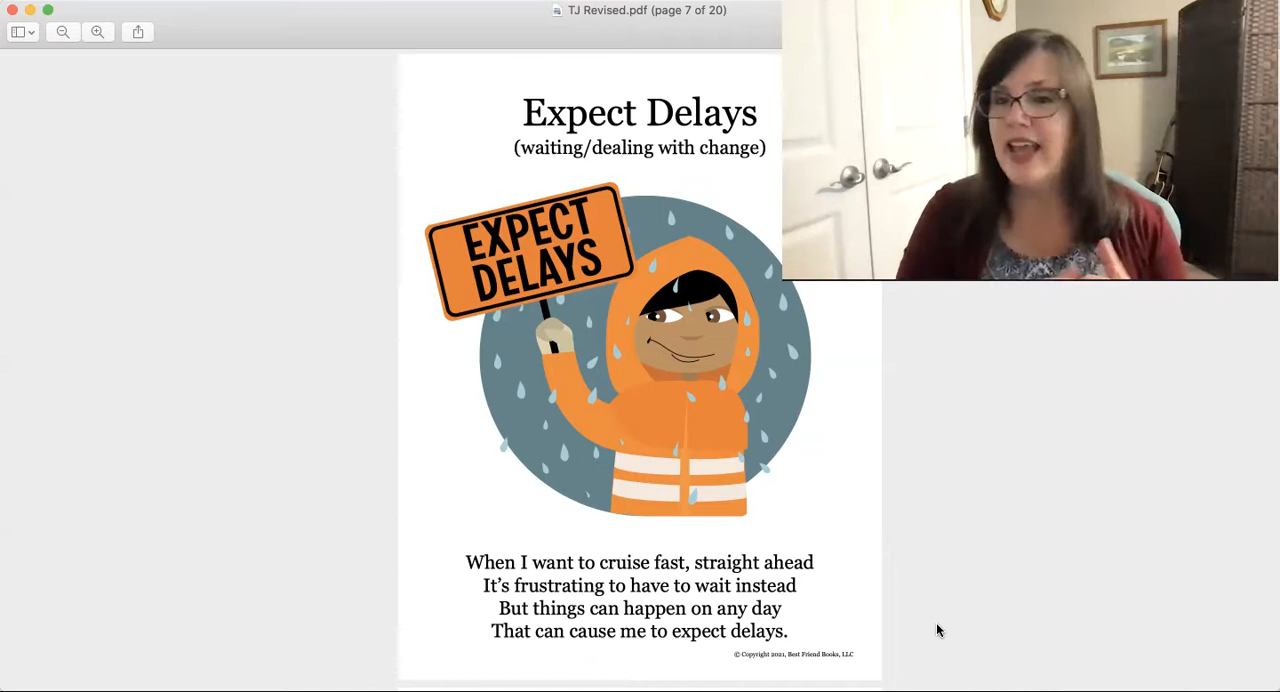 TJ Revised.pdf (page 7 of 20)
Expect Delays
(waiting/dealing with change)
EXPECT
DELAYS
When I want to cruise fast, straight ahead
It's frustrating to have to wait instead
But things can happen on any day
That can cause me to expect delays.
© Copyright 2021, Best Friend Books, LLC